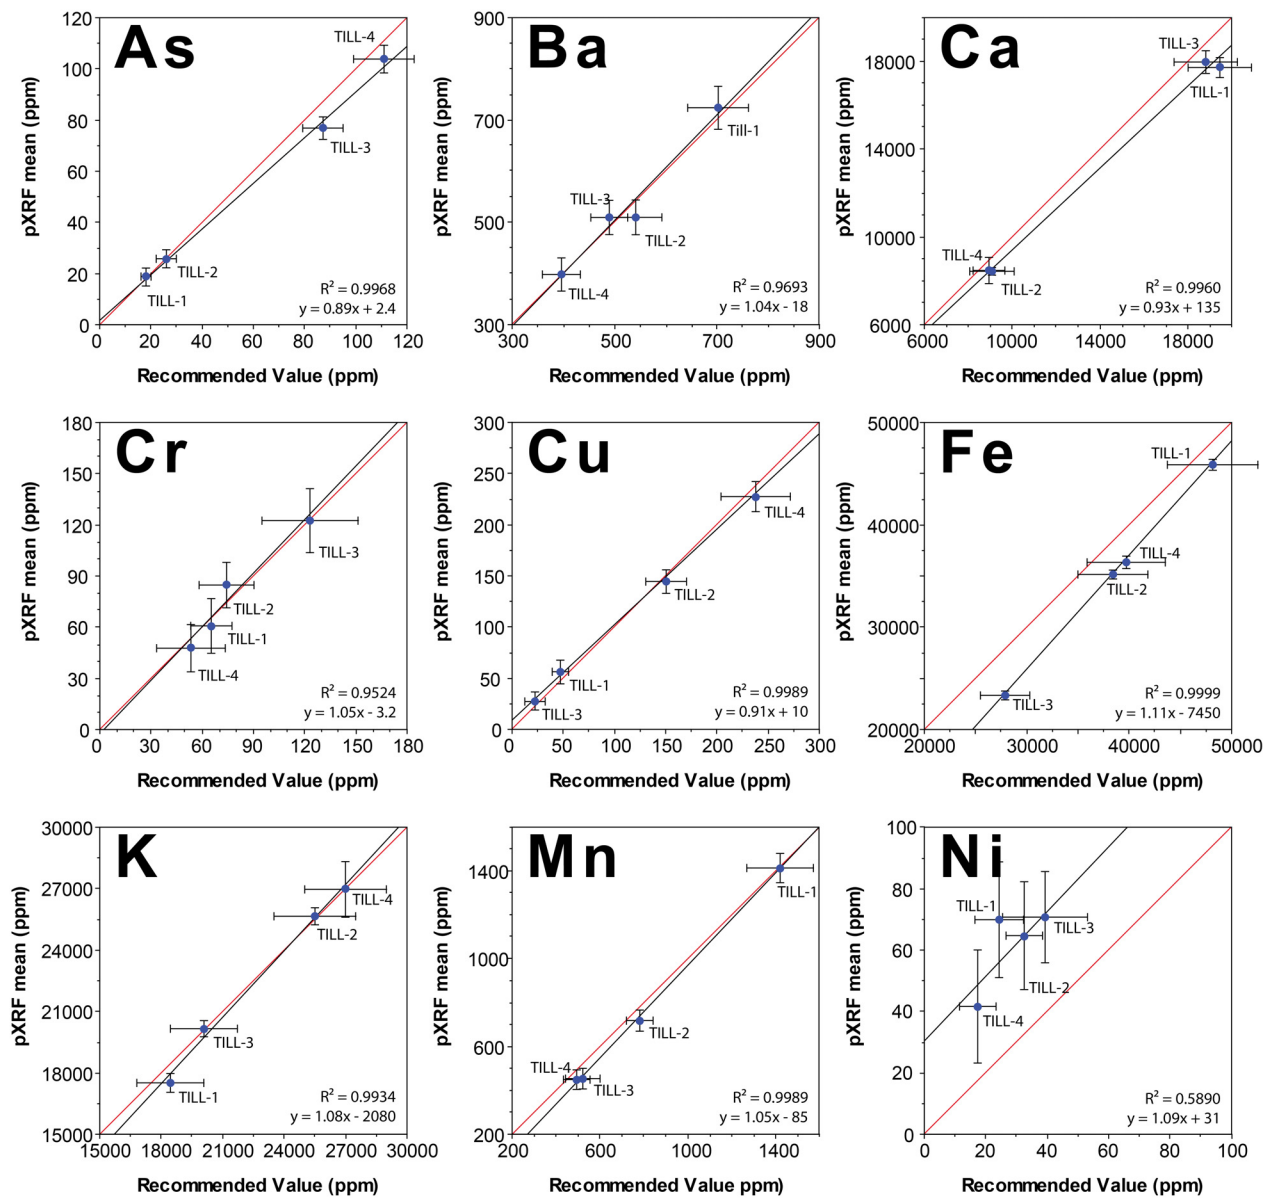 As
120
100
80
60
40
20
0
pXRF mean (ppm)
TILL-4
TILL-3
TILL-2
TILL-1
R² = 0.9968
y = 0.89x + 2.4
0 20 40 60 80 100 120
Recommended Value (ppm)
Ba
900
700
500
300
pXRF mean (ppm)
Till-1
TILL-3
TILL-2
TILL-4
R² = 0.9693
y = 1.04x - 18
300 500 700 900
Recommended Value (ppm)
Ca
18000
14000
10000
6000
pXRF mean (ppm)
TILL-3
TILL-1
TILL-4
TILL-2
R² = 0.9960
y = 0.93x + 135
6000 10000 14000 18000
Recommended Value (ppm)
Cr
180
150
120
90
60
30
0
pXRF mean (ppm)
TILL-3
TILL-2
TILL-1
TILL-4
R² = 0.9524
y = 1.05x - 3.2
0 30 60 90 120 150 180
Recommended Value (ppm)
Cu
300
250
200
150
100
50
0
pXRF mean (ppm)
TILL-4
TILL-2
TILL-1
TILL-3
R² = 0.9989
y = 0.91x + 10
0 50 100 150 200 250 300
Recommended Value (ppm)
Fe
50000
40000
30000
20000
pXRF mean (ppm)
TILL-1
TILL-4
TILL-2
TILL-3
R² = 0.9999
y = 1.11x - 7450
20000 30000 40000 50000
Recommended Value (ppm)
K
30000
27000
24000
21000
18000
15000
pXRF mean (ppm)
TILL-4
TILL-2
TILL-3
TILL-1
R² = 0.9934
y = 1.08x - 2080
15000 18000 21000 24000 27000 30000
Recommended Value (ppm)
Mn
1400
1000
600
200
pXRF mean (ppm)
TILL-1
TILL-2
TILL-4
TILL-3
R² = 0.9989
y = 1.05x - 85
200 600 1000 1400
Recommended Value ppm)
Ni
100
80
60
40
20
0
pXRF mean (ppm)
TILL-1
TILL-3
TILL-2
TILL-4
R² = 0.5890
y = 1.09x + 31
0 20 40 60 80 100
Recommended Value (ppm)